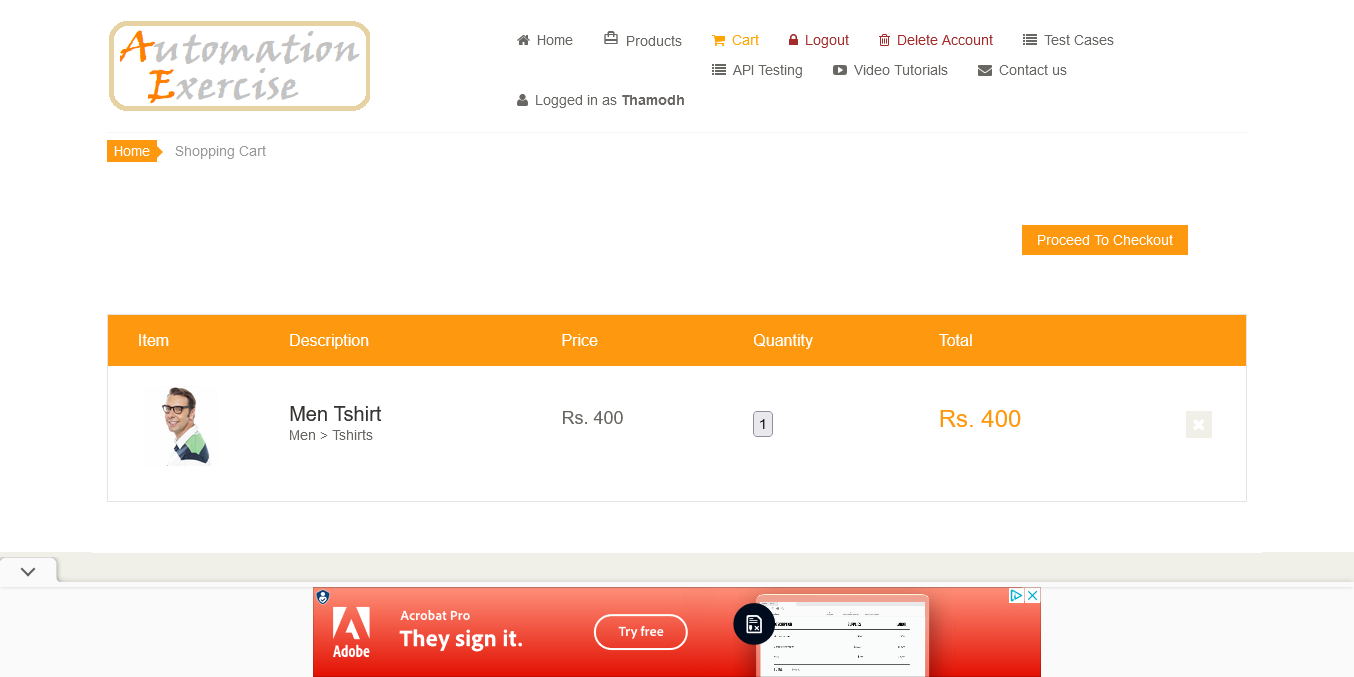 Automation
Exercise
Home Products Cart Logout Delete Account Test Cases
API Testing Video Tutorials Contact us
Logged in as Thamodh
Home Shopping Cart
Proceed To Checkout
Item Description Price Quantity Total
Men Tshirt Rs. 400 1 Rs. 400
Men > Tshirts
Acrobat Pro
They sign it.
Try free
Adobe